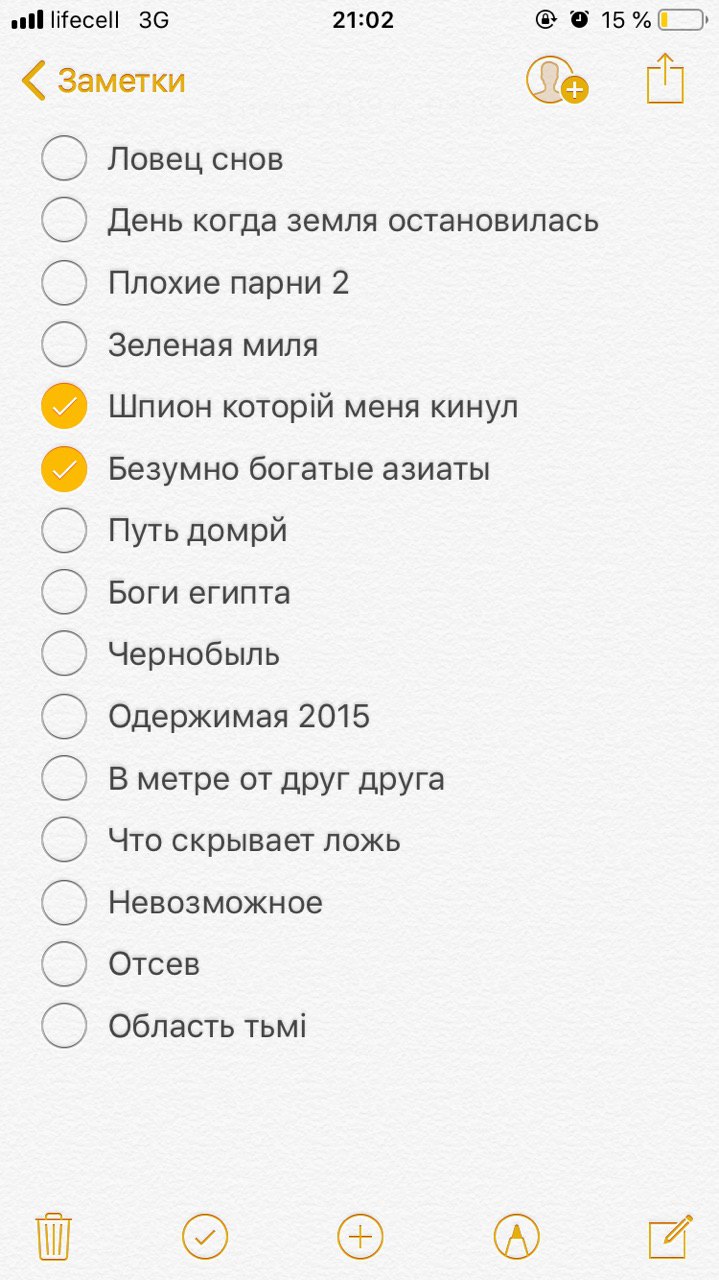 lifecell 3G 21:02 15 %
Заметки
Ловец снов
День когда земля остановилась
Плохие парни 2
Зеленая миля
Шпион которій меня кинул
Безумно богатые азиаты
Путь домрй
Боги египта
Чернобыль
Одержимая 2015
В метре от друг друга
Что скрывает ложь
Невозможное
Отсев
Область тьмі